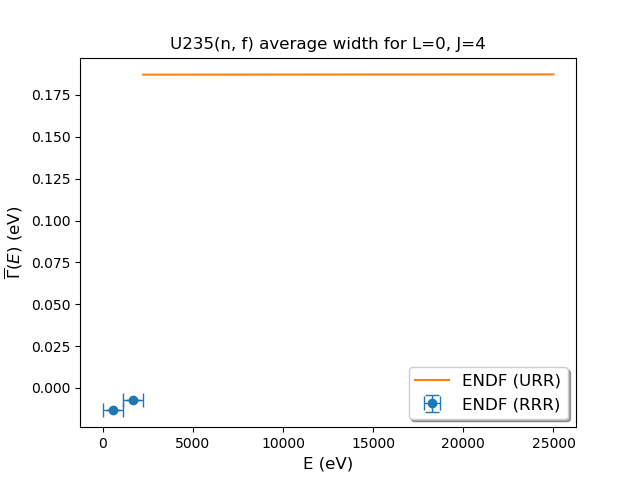 U235(n, f) average width for L=0, J=4
0.175
0.150
0.125
0.100
0.075
0.050
0.025
0.000
Γ̅(E) (eV)
ENDF (URR)
ENDF (RRR)
0 5000 10000 15000 20000 25000
E (eV)